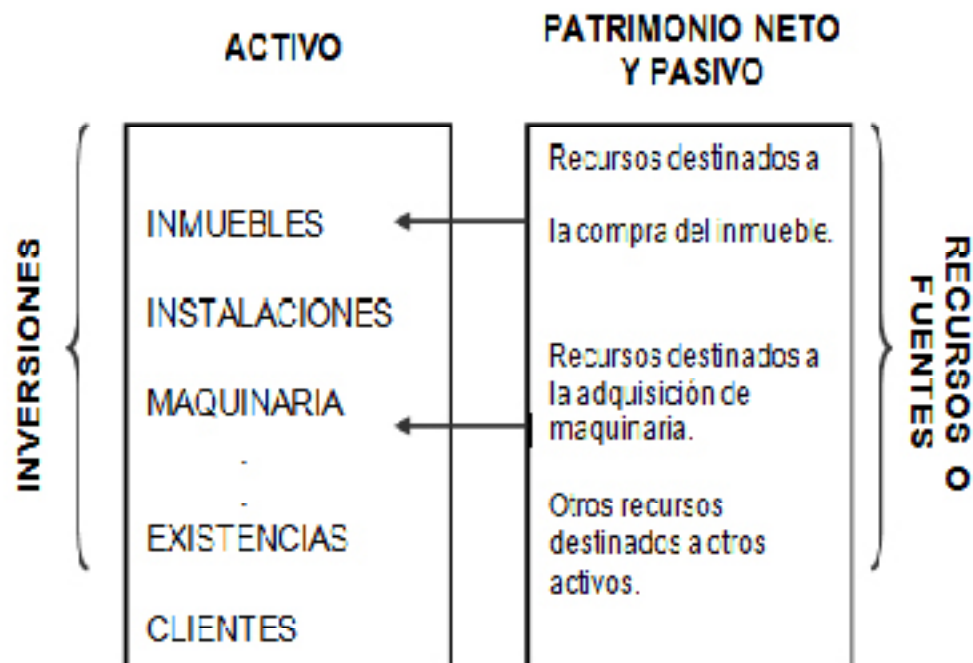 ACTIVO
PATRIMONIO NETO
Y PASIVO
INVERSIONES
INMUEBLES
INSTALACIONES
MAQUINARIA
.
.
EXISTENCIAS
CLIENTES
Recursos destinados a
la compra del inmueble.
Recursos destinados a
la adquisición de
maquinaria.
Otros recursos
destinados a otros
activos.
RECURSOS O
FUENTES